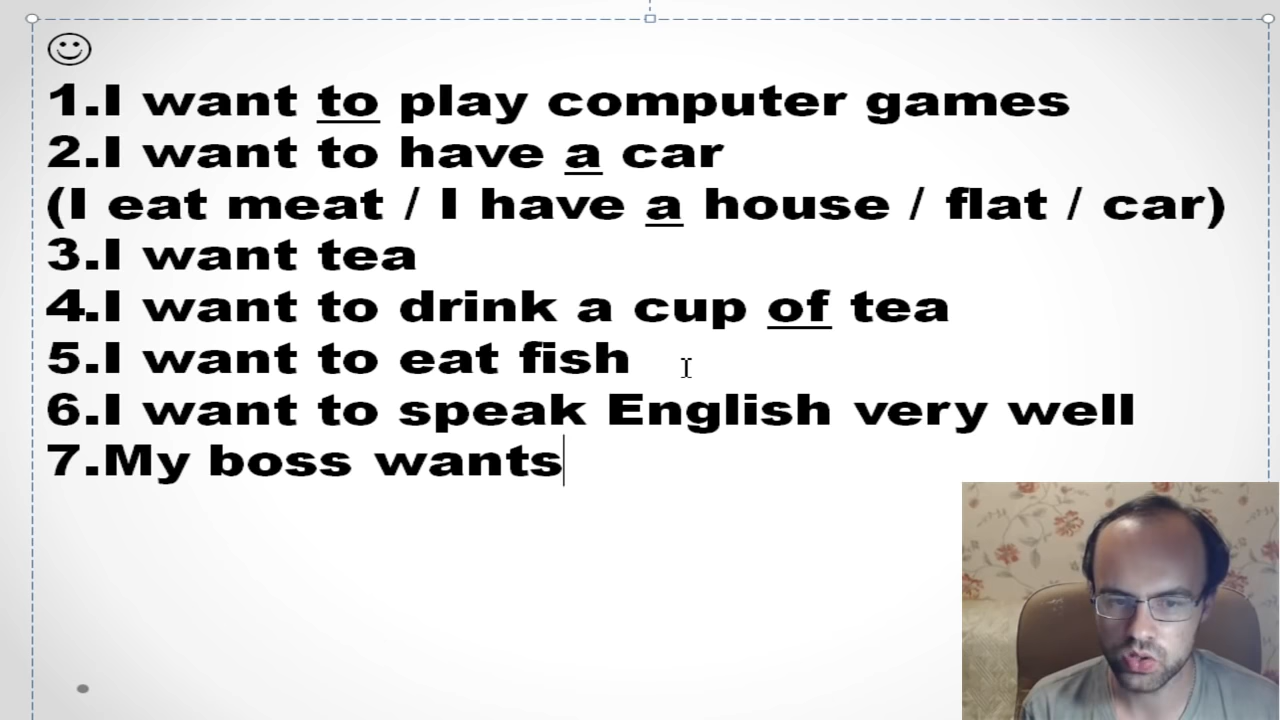 1.I want to play computer games
2.I want to have a car
(I eat meat / I have a house / flat / car)
3.I want tea
4.I want to drink a cup of tea
5.I want to eat fish
6.I want to speak English very well
7.My boss wants